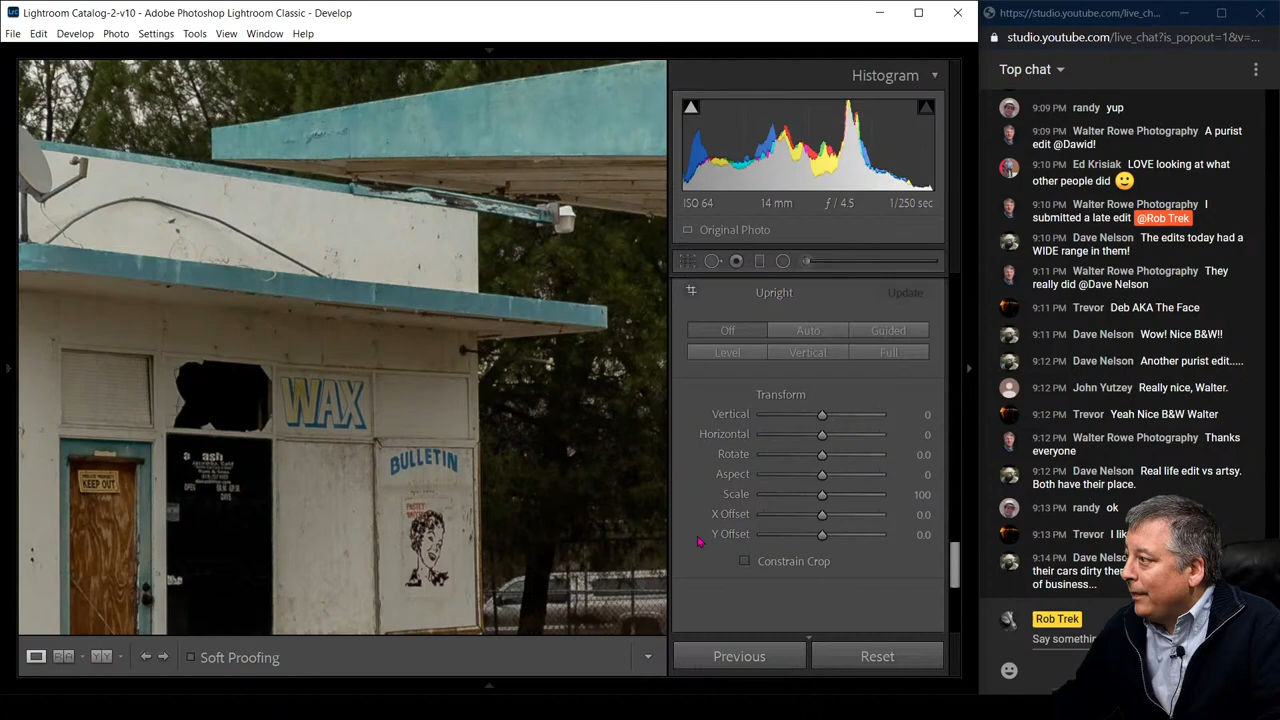 Lightroom Catalog-2-v10 - Adobe Photoshop Lightroom Classic - Develop
File Edit Develop Photo Settings Tools View Window Help
WAX
BULLETIN
KEEP OUT
OPEN
DAYS
Histogram
ISO 64 14 mm ƒ / 4.5 1/250 sec
Original Photo
Upright Update
Off Auto Guided
Level Vertical Full
Transform
Vertical 0
Horizontal 0
Rotate 0.0
Aspect 0
Scale 100
X Offset 0.0
Y Offset 0.0
Constrain Crop
Soft Proofing
Previous Reset
https://studio.youtube.com/live_ch...
studio.youtube.com/live_chat?is_popout=1&v=...
Top chat
9:09 PM randy yup
9:09 PM Walter Rowe Photography A purist
edit @Dawid!
9:10 PM Ed Krisiak LOVE looking at what
other people did
9:10 PM Walter Rowe Photography I
submitted a late edit @Rob Trek
9:10 PM Dave Nelson The edits today had a
WIDE range in them!
9:11 PM Walter Rowe Photography They
really did @Dave Nelson
9:11 PM Trevor Deb AKA The Face
9:11 PM Dave Nelson Wow! Nice B&W!!
9:12 PM Dave Nelson Another purist edit.....
9:12 PM John Yutzey Really nice, Walter.
9:12 PM Trevor Yeah Nice B&W Walter
9:12 PM Walter Rowe Photography Thanks
everyone
9:12 PM Dave Nelson Real life edit vs artsy.
Both have their place.
9:13 PM randy ok
9:13 PM Trevor I li
9:14 PM Dave Nelso
their cars dirty the
of business...
Rob Trek
Say somethin